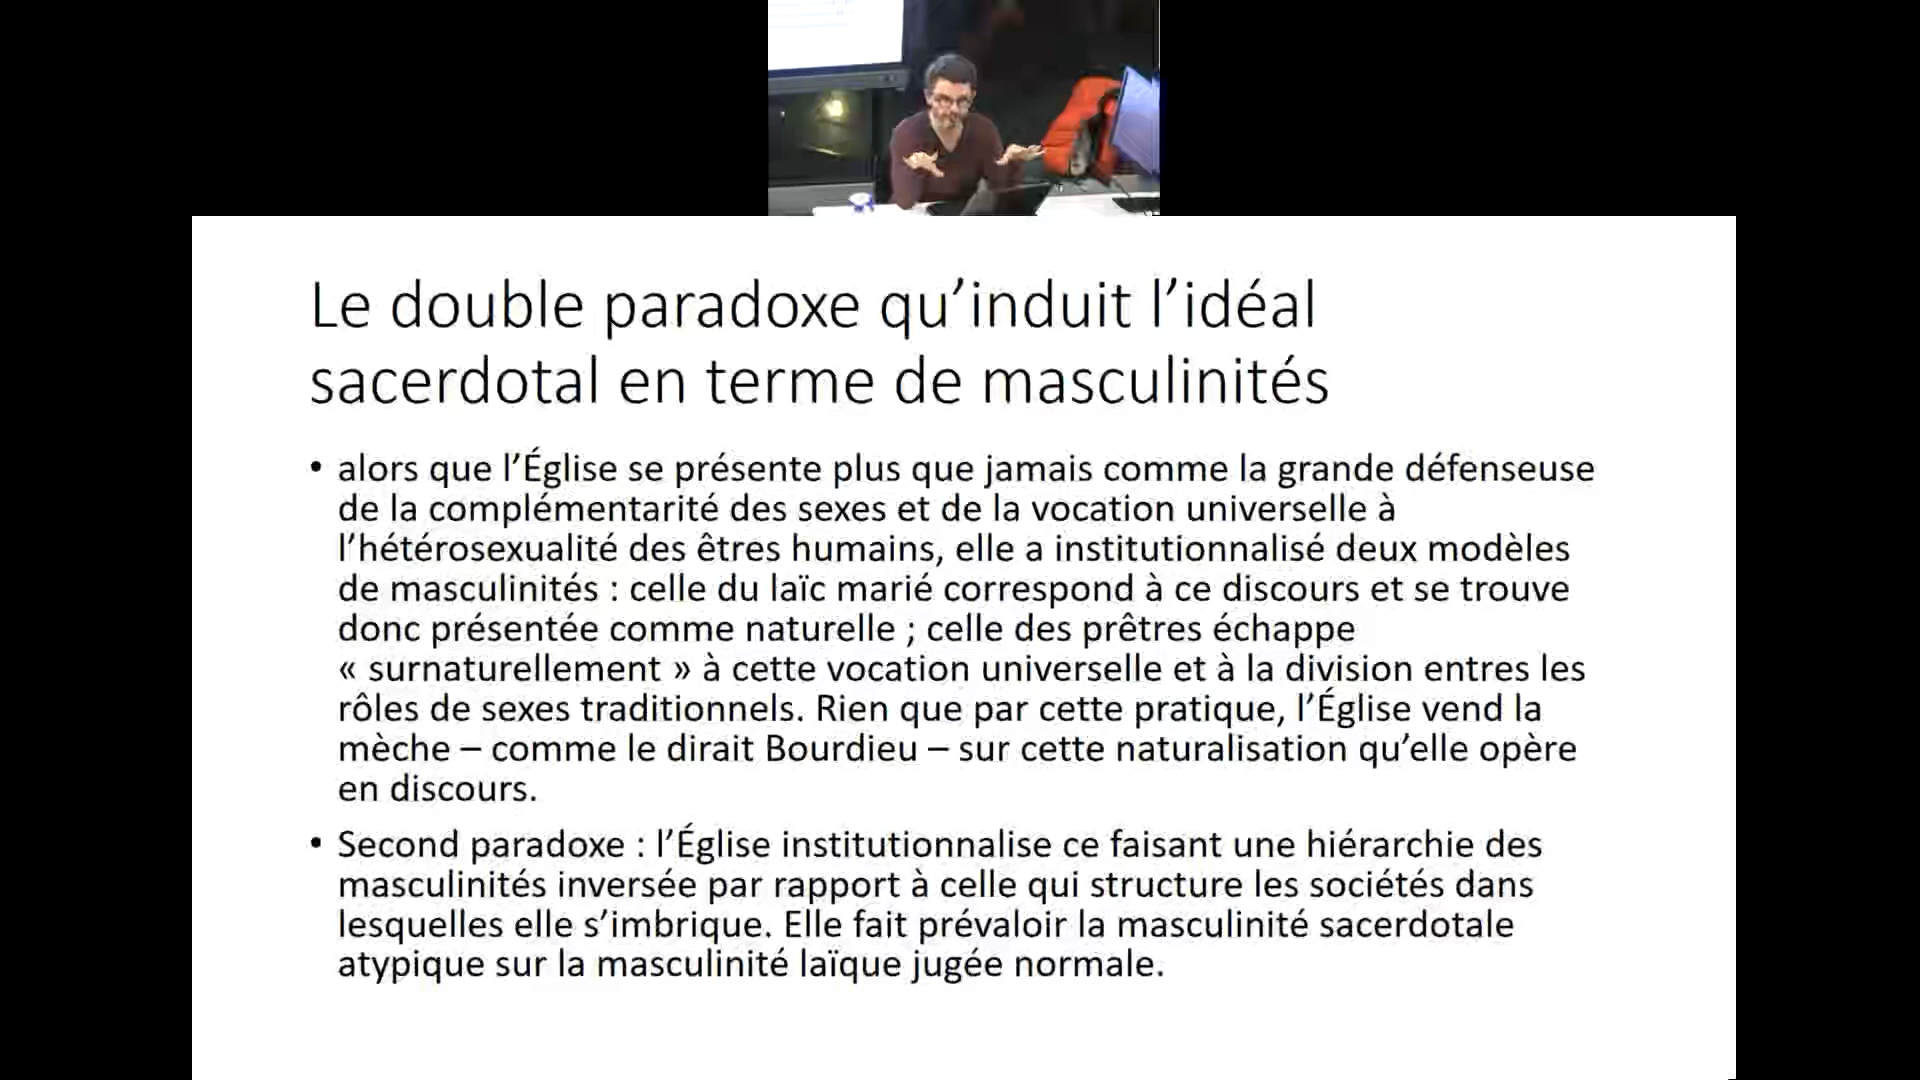 Le double paradoxe qu’induit l’idéal
sacerdotal en terme de masculinités
• alors que l’Église se présente plus que jamais comme la grande défenseuse
de la complémentarité des sexes et de la vocation universelle à
l’hétérosexualité des êtres humains, elle a institutionnalisé deux modèles
de masculinités : celle du laïc marié correspond à ce discours et se trouve
donc présentée comme naturelle ; celle des prêtres échappe
« surnaturellement » à cette vocation universelle et à la division entres les
rôles de sexes traditionnels. Rien que par cette pratique, l’Église vend la
mèche – comme le dirait Bourdieu – sur cette naturalisation qu’elle opère
en discours.
• Second paradoxe : l’Église institutionnalise ce faisant une hiérarchie des
masculinités inversée par rapport à celle qui structure les sociétés dans
lesquelles elle s’imbrique. Elle fait prévaloir la masculinité sacerdotale
atypique sur la masculinité laïque jugée normale.